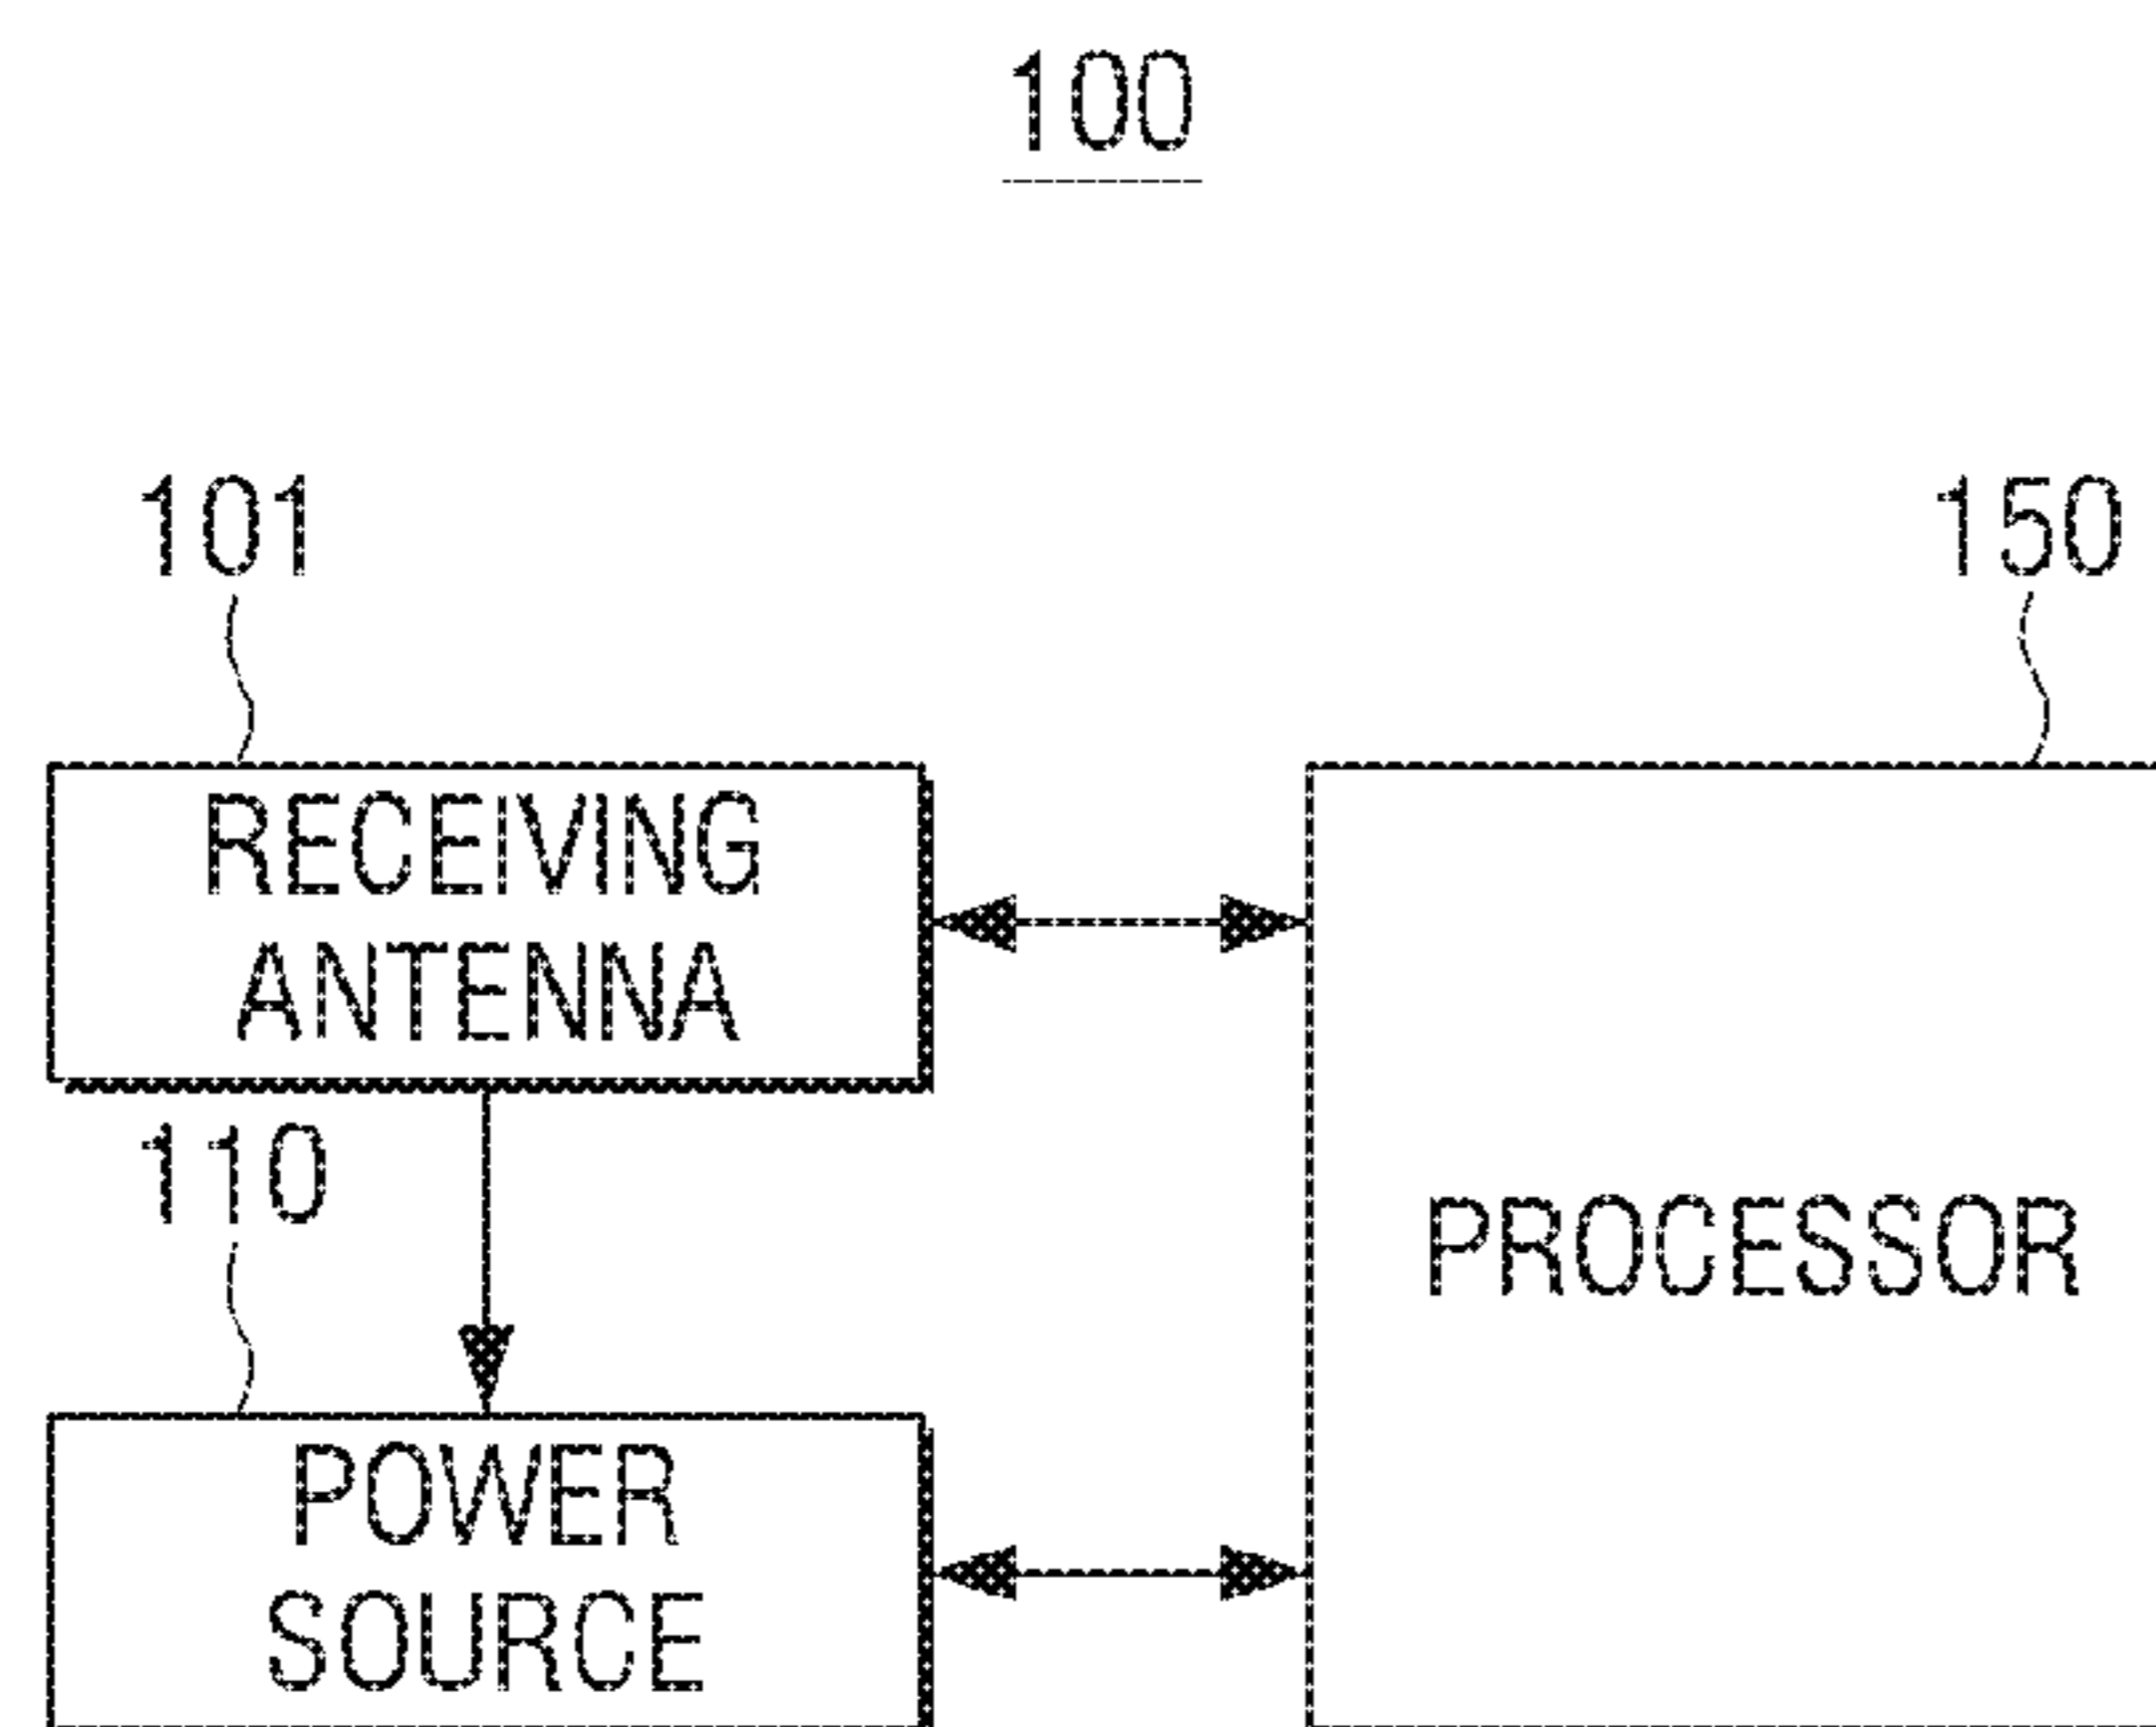 100
101
150
RECEIVING
ANTENNA
110
PROCESSOR
POWER
SOURCE